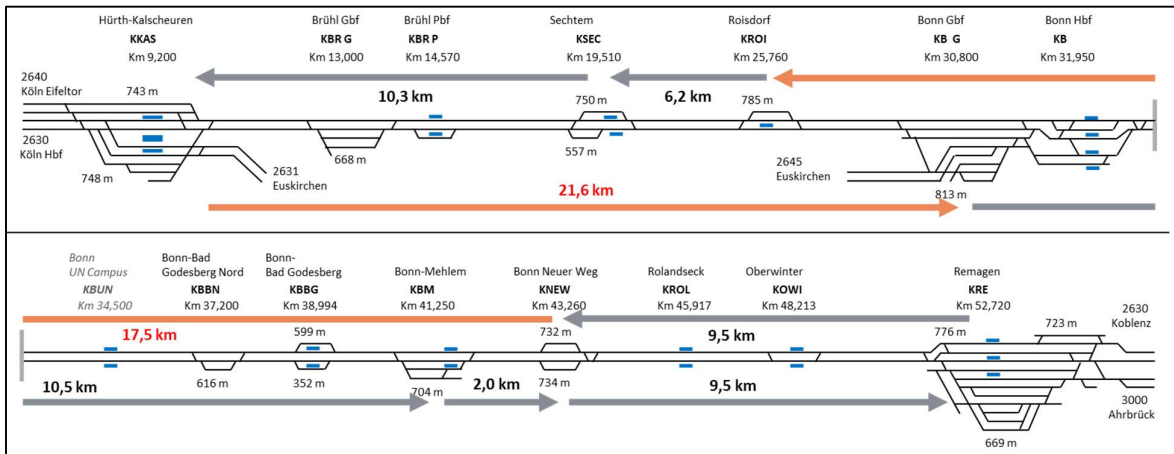 Hürth-Kalscheuren
KKAS
Km 9,200
Brühl Gbf
KBR G
Km 13,000
Brühl Pbf
KBR P
Km 14,570
Sechtem
KSEC
Km 19,510
Roisdorf
KROI
Km 25,760
Bonn Gbf
KB G
Km 30,800
Bonn Hbf
KB
Km 31,950
2640
Köln Eifeltor
743 m
10,3 km
750 m
6,2 km
785 m
2630
Köln Hbf
748 m
2631
Euskirchen
668 m
557 m
2645
Euskirchen
813 m
21,6 km
Bonn
UN Campus
KBUN
Km 34,500
Bonn-Bad
Godesberg Nord
KBBN
Km 37,200
Bonn-
Bad Godesberg
KBBG
Km 38,994
Bonn-Mehlem
KBM
Km 41,250
Bonn Neuer Weg
KNEW
Km 43,260
Rolandseck
KROL
Km 45,917
Oberwinter
KOWI
Km 48,213
Remagen
KRE
Km 52,720
2630
Koblenz
17,5 km
599 m
732 m
9,5 km
776 m
723 m
10,5 km
616 m
352 m
704 m
2,0 km
734 m
9,5 km
669 m
3000
Ahrbrück